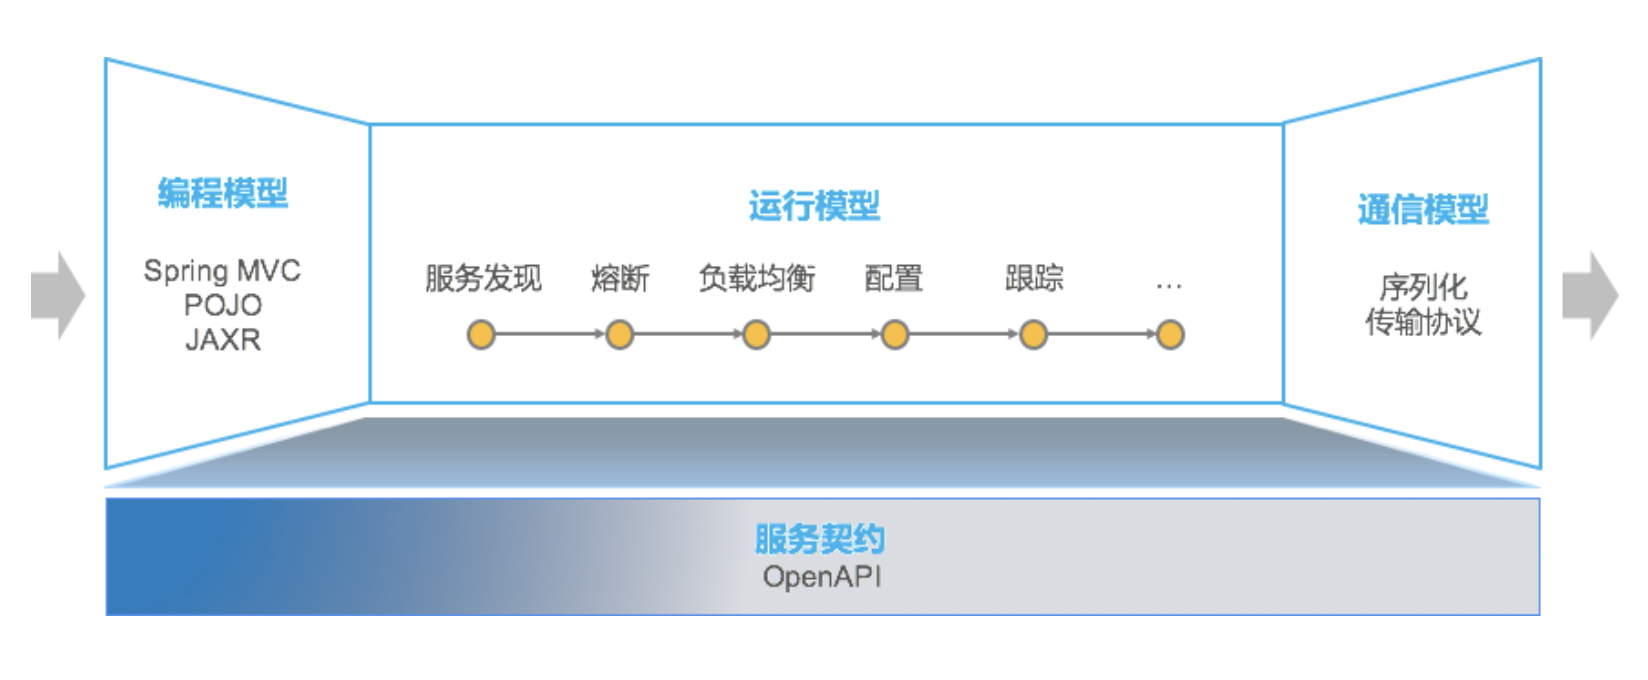 编程模型
Spring MVC
POJO
JAXR
运行模型
服务发现 熔断 负载均衡 配置 跟踪 ...
通信模型
序列化
传输协议
服务契约
OpenAPI